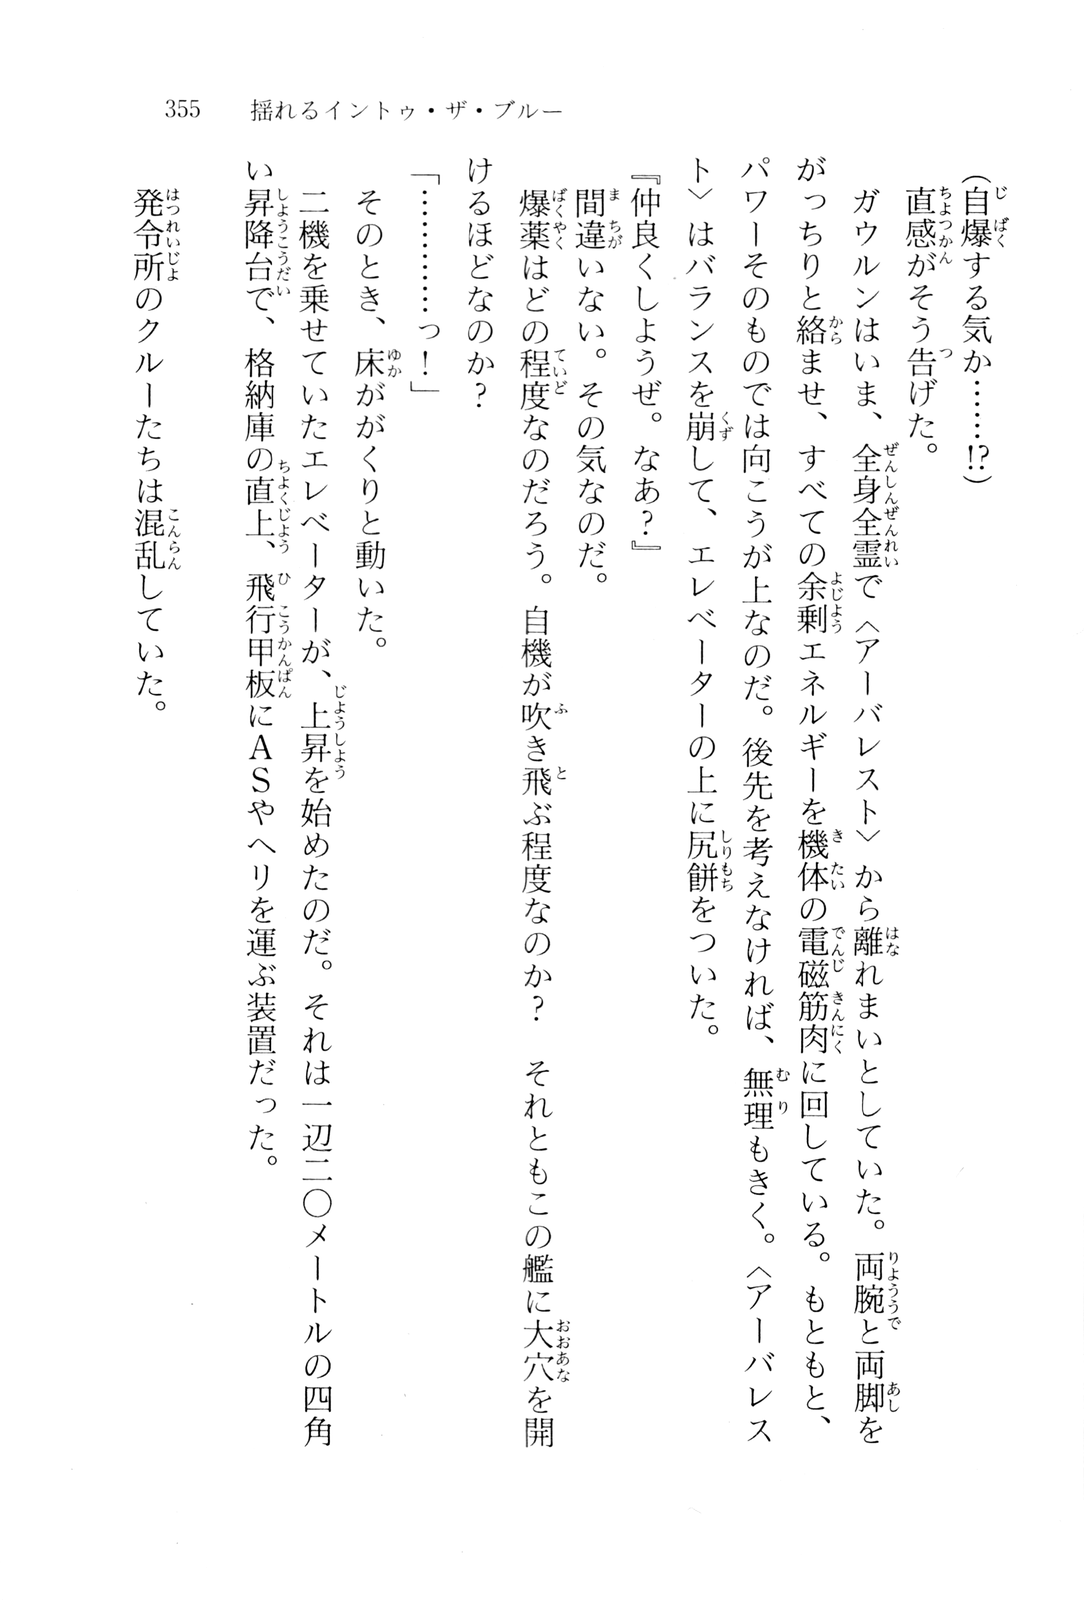 355　揺れるイントゥ・ザ・ブルー
（自爆する気か……!?）
　直感がそう告げた。
　ガウルンはいま、全身全霊で〈アーバレスト〉から離れまいとしていた。両腕と両脚を
がっちりと絡ませ、すべての余剰エネルギーを機体の電磁筋肉に回している。もともと、
パワーそのものでは向こうが上なのだ。後先を考えなければ、無理もきく。〈アーバレス
ト〉はバランスを崩して、エレベーターの上に尻餅をついた。
『仲良くしようぜ。なあ？』
　間違いない。その気なのだ。
　爆薬はどの程度なのだろう。自機が吹き飛ぶ程度なのか？　それともこの艦に大穴を開
けるほどなのか？
「…………っ！」
　そのとき、床ががくりと動いた。
　二機を乗せていたエレベーターが、上昇を始めたのだ。それは一辺二〇メートルの四角
い昇降台で、格納庫の直上、飛行甲板にＡＳやヘリを運ぶ装置だった。
　発令所のクルーたちは混乱していた。